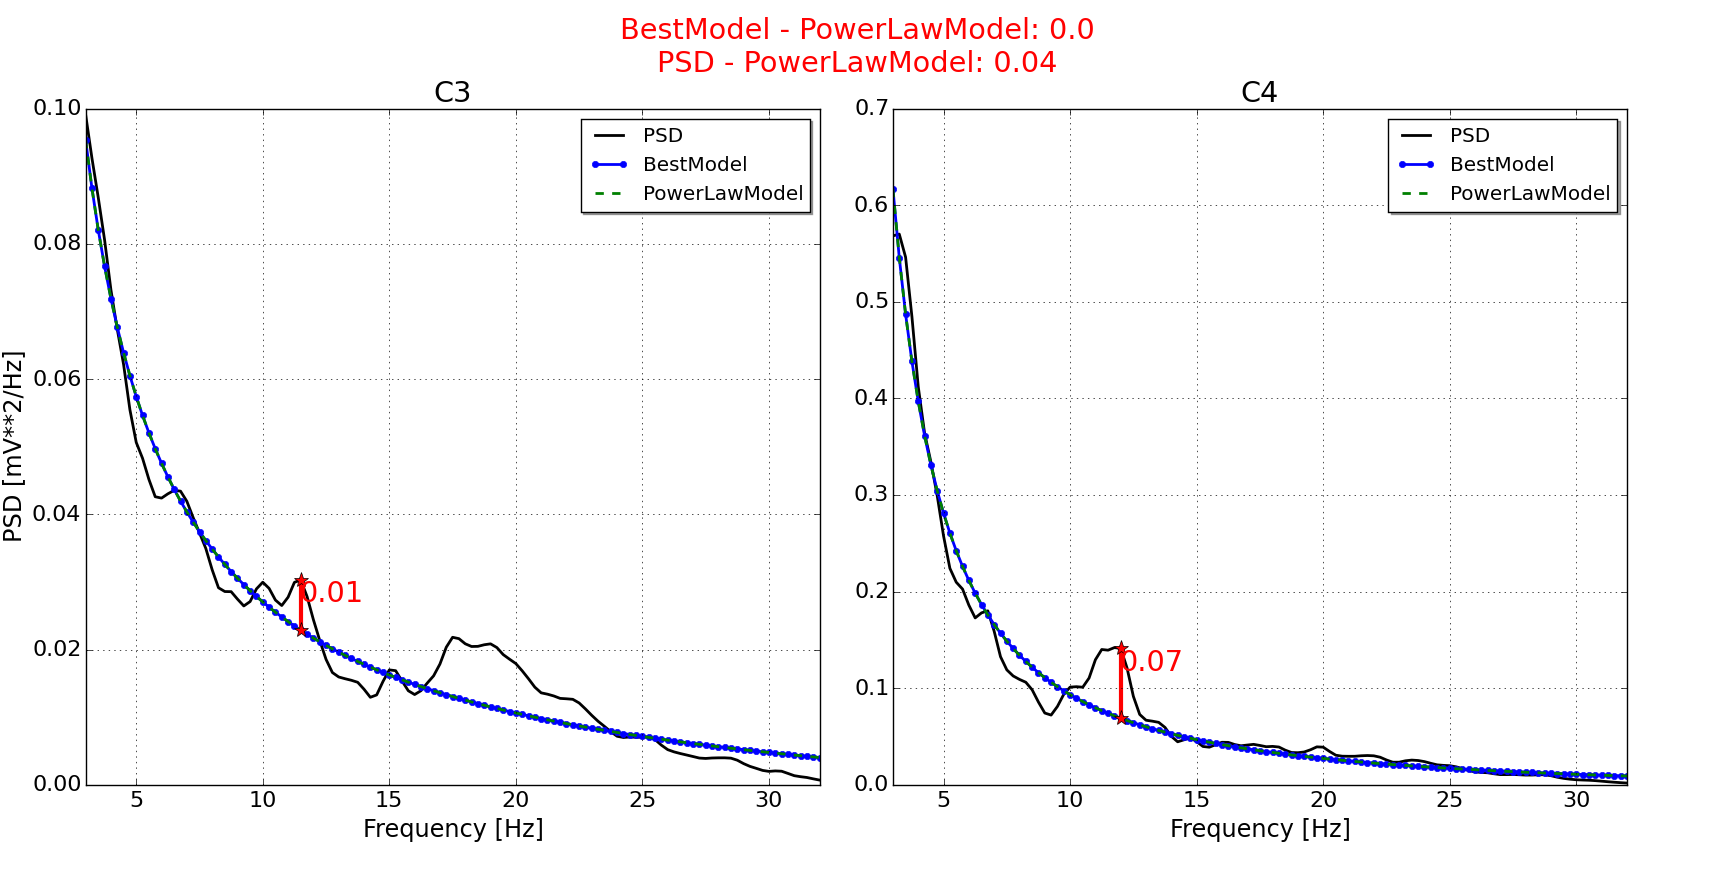 BestModel - PowerLawModel: 0.0
PSD - PowerLawModel: 0.04
C3
0.10
0.08
0.06
0.04
0.02
0.00
PSD [mV**2/Hz]
PSD
BestModel
PowerLawModel
0.01
5 10 15 20 25 30
Frequency [Hz]
C4
0.7
0.6
0.5
0.4
0.3
0.2
0.1
0.0
PSD
BestModel
PowerLawModel
0.07
5 10 15 20 25 30
Frequency [Hz]